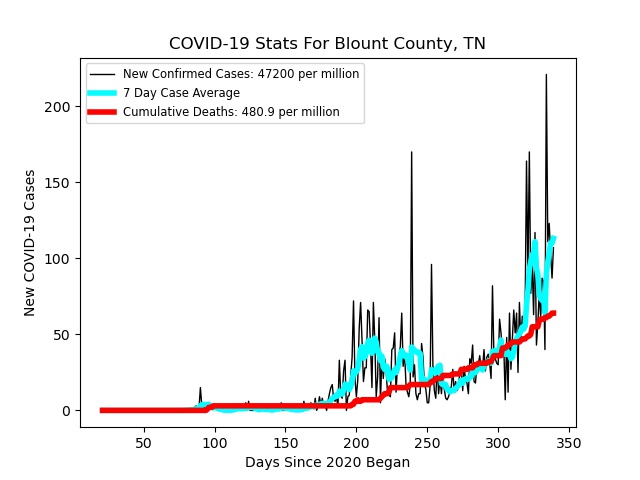 COVID-19 Stats For Blount County, TN
New Confirmed Cases: 47200 per million
7 Day Case Average
Cumulative Deaths: 480.9 per million
New COVID-19 Cases
200
150
100
50
0
50 100 150 200 250 300 350
Days Since 2020 Began